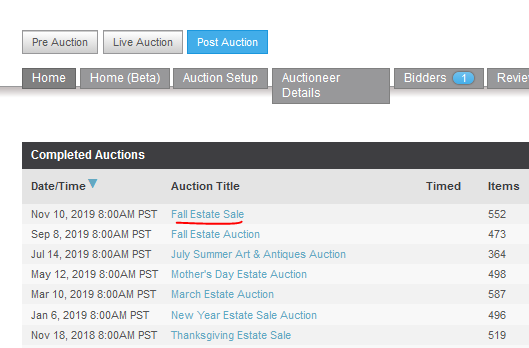 Pre Auction Live Auction Post Auction
Home Home (Beta) Auction Setup Auctioneer Details Bidders 1 Review
Completed Auctions
Date/Time Auction Title Timed Items
Nov 10, 2019 8:00AM PST Fall Estate Sale 552
Sep 8, 2019 8:00AM PST Fall Estate Auction 473
Jul 14, 2019 8:00AM PST July Summer Art & Antiques Auction 364
May 12, 2019 8:00AM PST Mother's Day Estate Auction 498
Mar 10, 2019 8:00AM PST March Estate Auction 587
Jan 6, 2019 8:00AM PST New Year Estate Sale Auction 496
Nov 18, 2018 8:00AM PST Thanksgiving Estate Sale 519